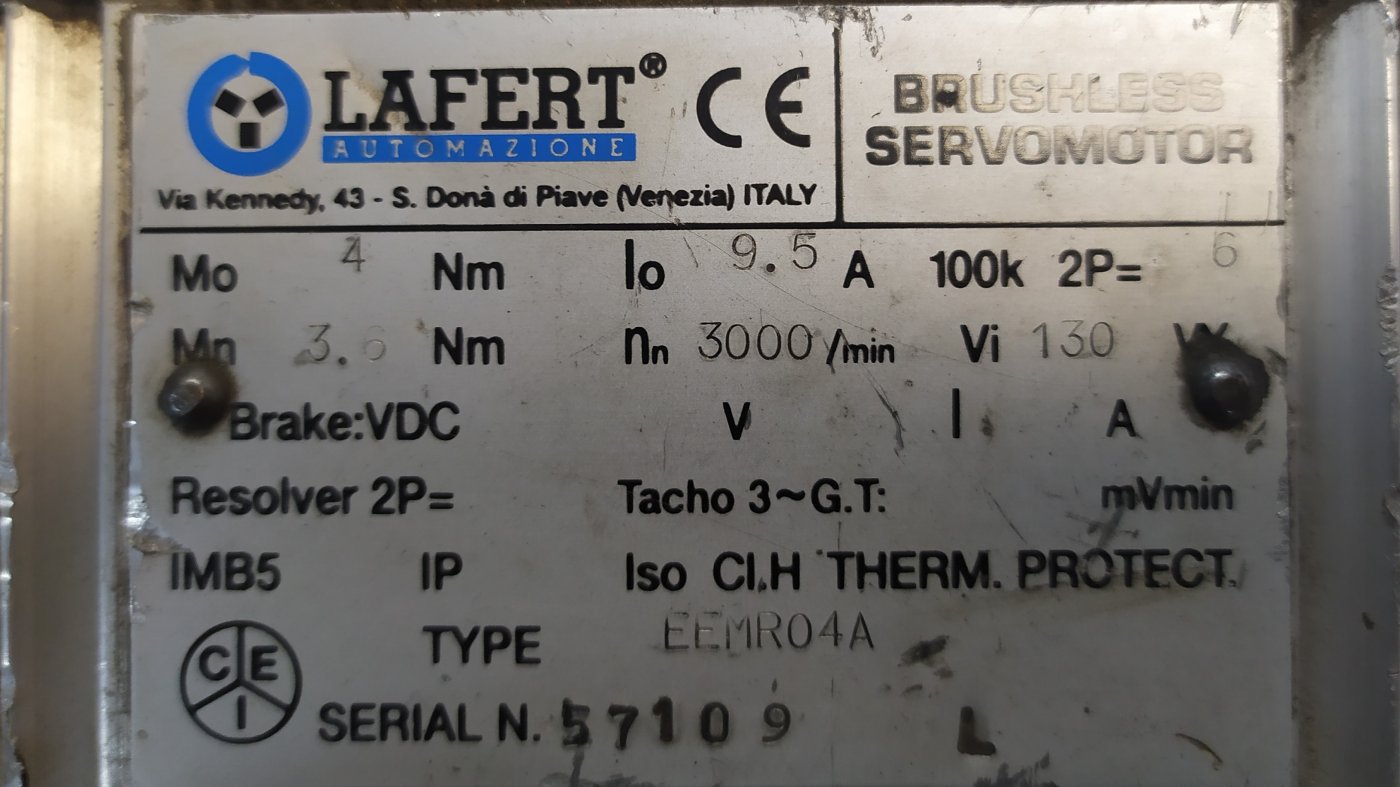 LAFERT® CE
AUTOMAZIONE
Via Kennedy, 43 - S. Donà di Piave (Venezia) ITALY
BRUSHLESS
SERVOMOTOR
Mo 4 Nm Io 9.5 A 100k 2P= 6
Mn 3.6 Nm nn 3000 /min Vi 130 V
Brake:VDC V I A
Resolver 2P= Tacho 3~G.T: mVmin
IMB5 IP Iso Cl.H THERM. PROTECT.
CEI TYPE EEMR04A
SERIAL N. 57109 L